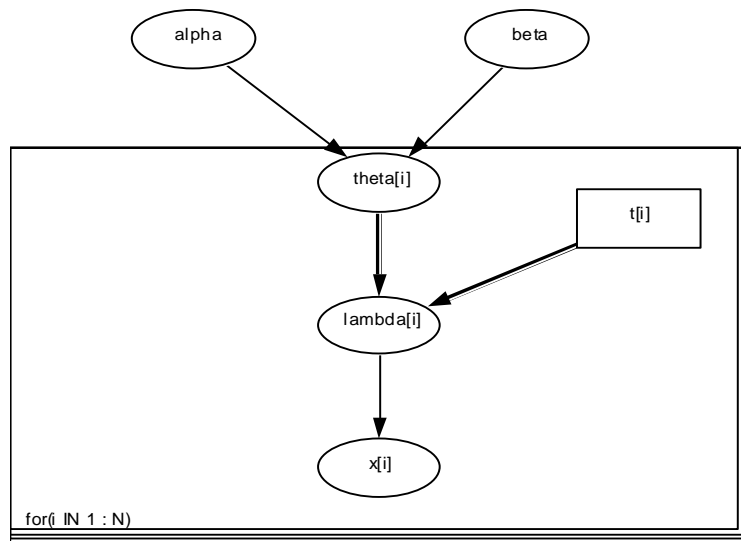 alpha
beta
theta[i]
t[i]
lambda[i]
x[i]
for(i IN 1 : N)